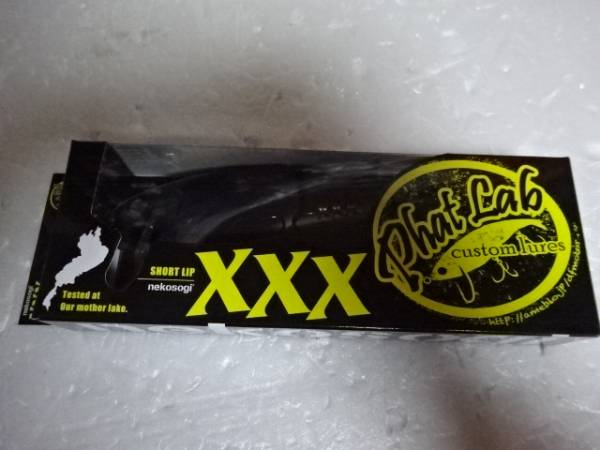 Phat Lab
custom lures
SHORT LIP
nekosogi
XXX
Tested at
Our mother lake.